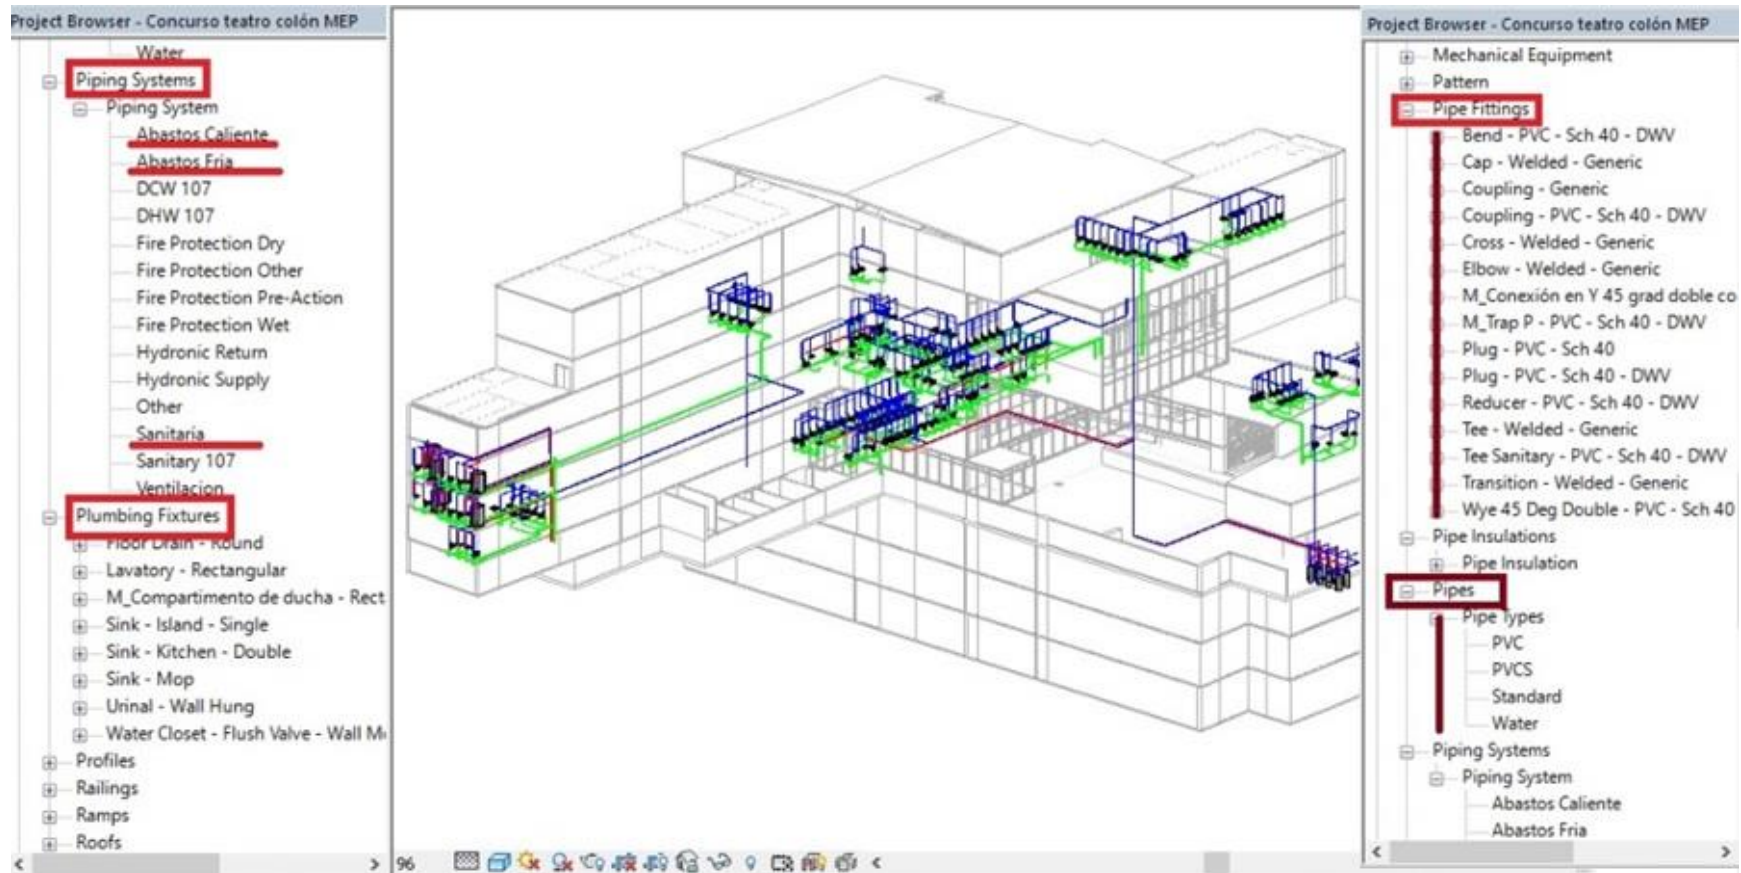 Project Browser - Concurso teatro colón MEP
Water
Piping Systems
Piping System
Abastos Caliente
Abastos Fria
DCW 107
DHW 107
Fire Protection Dry
Fire Protection Other
Fire Protection Pre-Action
Fire Protection Wet
Hydronic Return
Hydronic Supply
Other
Sanitaria
Sanitary 107
Ventilacion
Plumbing Fixtures
Floor Drain - Round
Lavatory - Rectangular
M_Compartimento de ducha - Rect
Sink - Island - Single
Sink - Kitchen - Double
Sink - Mop
Urinal - Wall Hung
Water Closet - Flush Valve - Wall M
Profiles
Railings
Ramps
Roofs
96
Project Browser - Concurso teatro colón MEP
Mechanical Equipment
Pattern
Pipe Fittings
Bend - PVC - Sch 40 - DWV
Cap - Welded - Generic
Coupling - Generic
Coupling - PVC - Sch 40 - DWV
Cross - Welded - Generic
Elbow - Welded - Generic
M_Conexión en Y 45 grad doble co
M_Trap P - PVC - Sch 40 - DWV
Plug - PVC - Sch 40
Plug - PVC - Sch 40 - DWV
Reducer - PVC - Sch 40 - DWV
Tee - Welded - Generic
Tee Sanitary - PVC - Sch 40 - DWV
Transition - Welded - Generic
Wye 45 Deg Double - PVC - Sch 40
Pipe Insulations
Pipe Insulation
Pipes
Pipe Types
PVC
PVCS
Standard
Water
Piping Systems
Piping System
Abastos Caliente
Abastos Fria